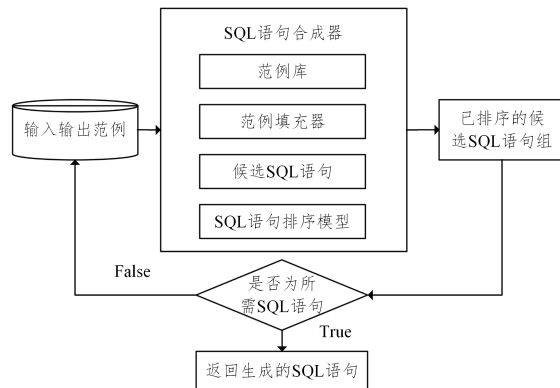 SQL语句合成器
范例库
输入输出范例
范例填充器
已排序的候
选SQL语句组
候选SQL语句
SQL语句排序模型
False
是否为所
需SQL语句
True
返回生成的SQL语句